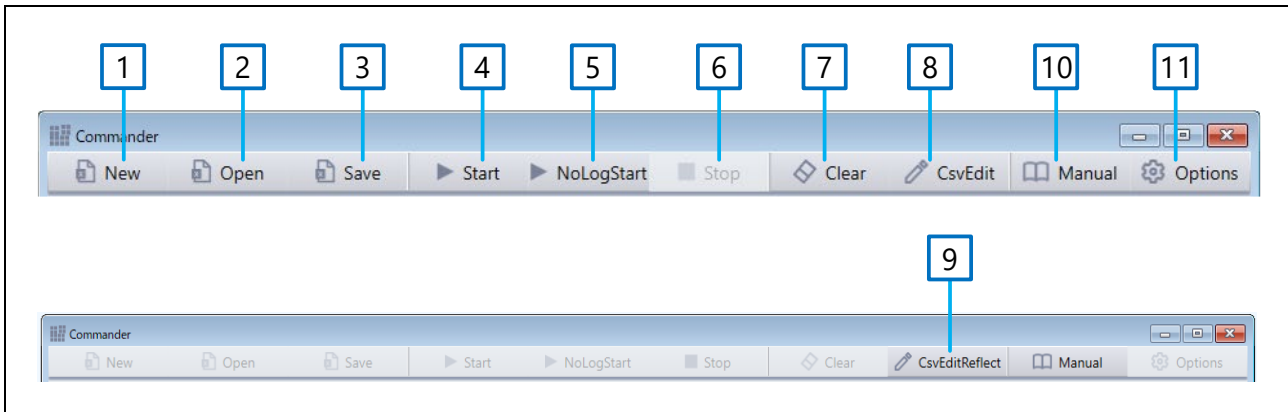 1 2 3 4 5 6 7 8 10 11
Commander
New Open Save Start NoLogStart Stop Clear CsvEdit Manual Options
9
Commander
New Open Save Start NoLogStart Stop Clear CsvEditReflect Manual Options